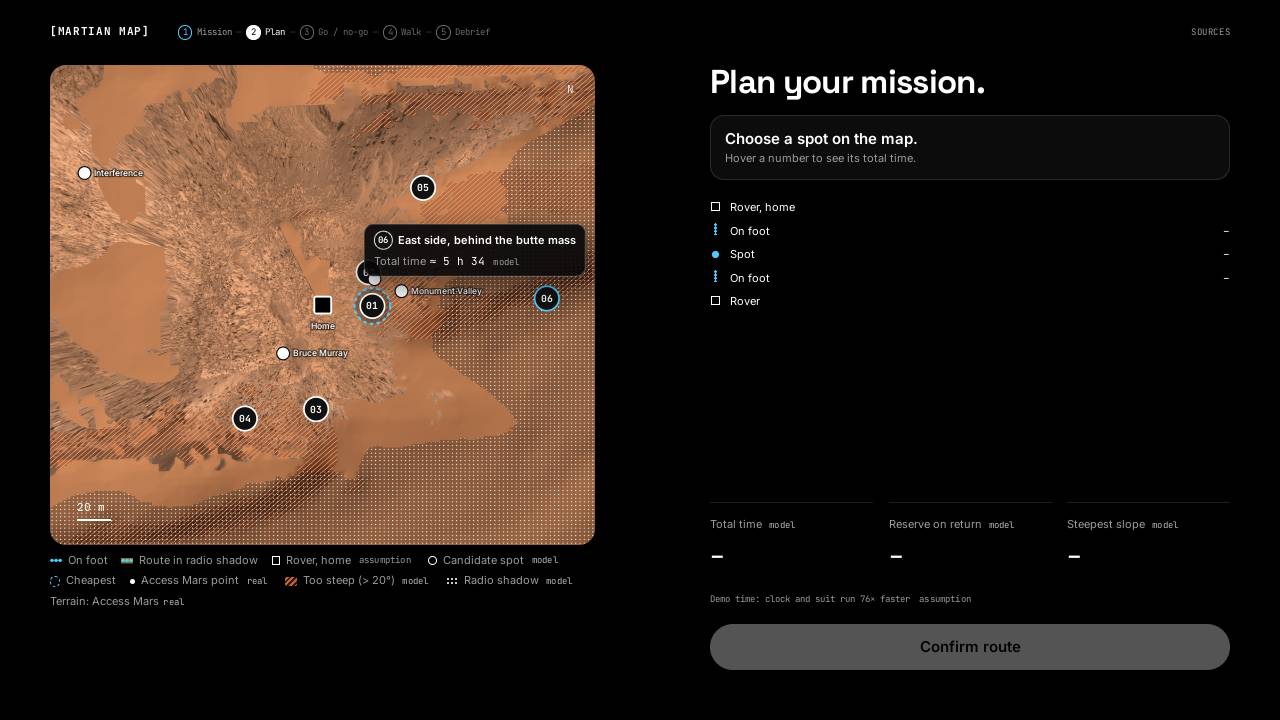 [MARTIAN MAP]
1 Mission – 2 Plan – 3 Go / no-go – 4 Walk – 5 Debrief
SOURCES
N
Interference
05
06 East side, behind the butte mass
Total time ≈ 5 h 34 model
Monument Valley
01
06
Home
Bruce Murray
03
04
20 m
On foot
Route in radio shadow
Rover, home assumption
Candidate spot model
Cheapest
Access Mars point real
Too steep (> 20°) model
Radio shadow model
Terrain: Access Mars real
Plan your mission.
Choose a spot on the map.
Hover a number to see its total time.
Rover, home
On foot –
Spot –
On foot –
Rover
Total time model
–
Reserve on return model
–
Steepest slope model
–
Demo time: clock and suit run 76× faster assumption
Confirm route